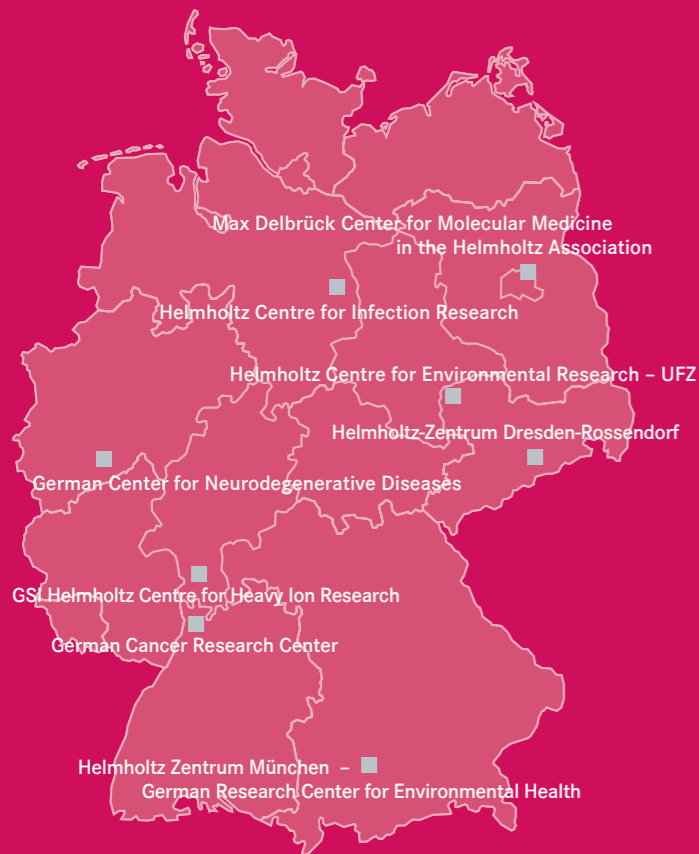 Max Delbrück Center for Molecular Medicine
in the Helmholtz Association
Helmholtz Centre for Infection Research
Helmholtz Centre for Environmental Research – UFZ
Helmholtz-Zentrum Dresden-Rossendorf
German Center for Neurodegenerative Diseases
GSI Helmholtz Centre for Heavy Ion Research
German Cancer Research Center
Helmholtz Zentrum München –
German Research Center for Environmental Health